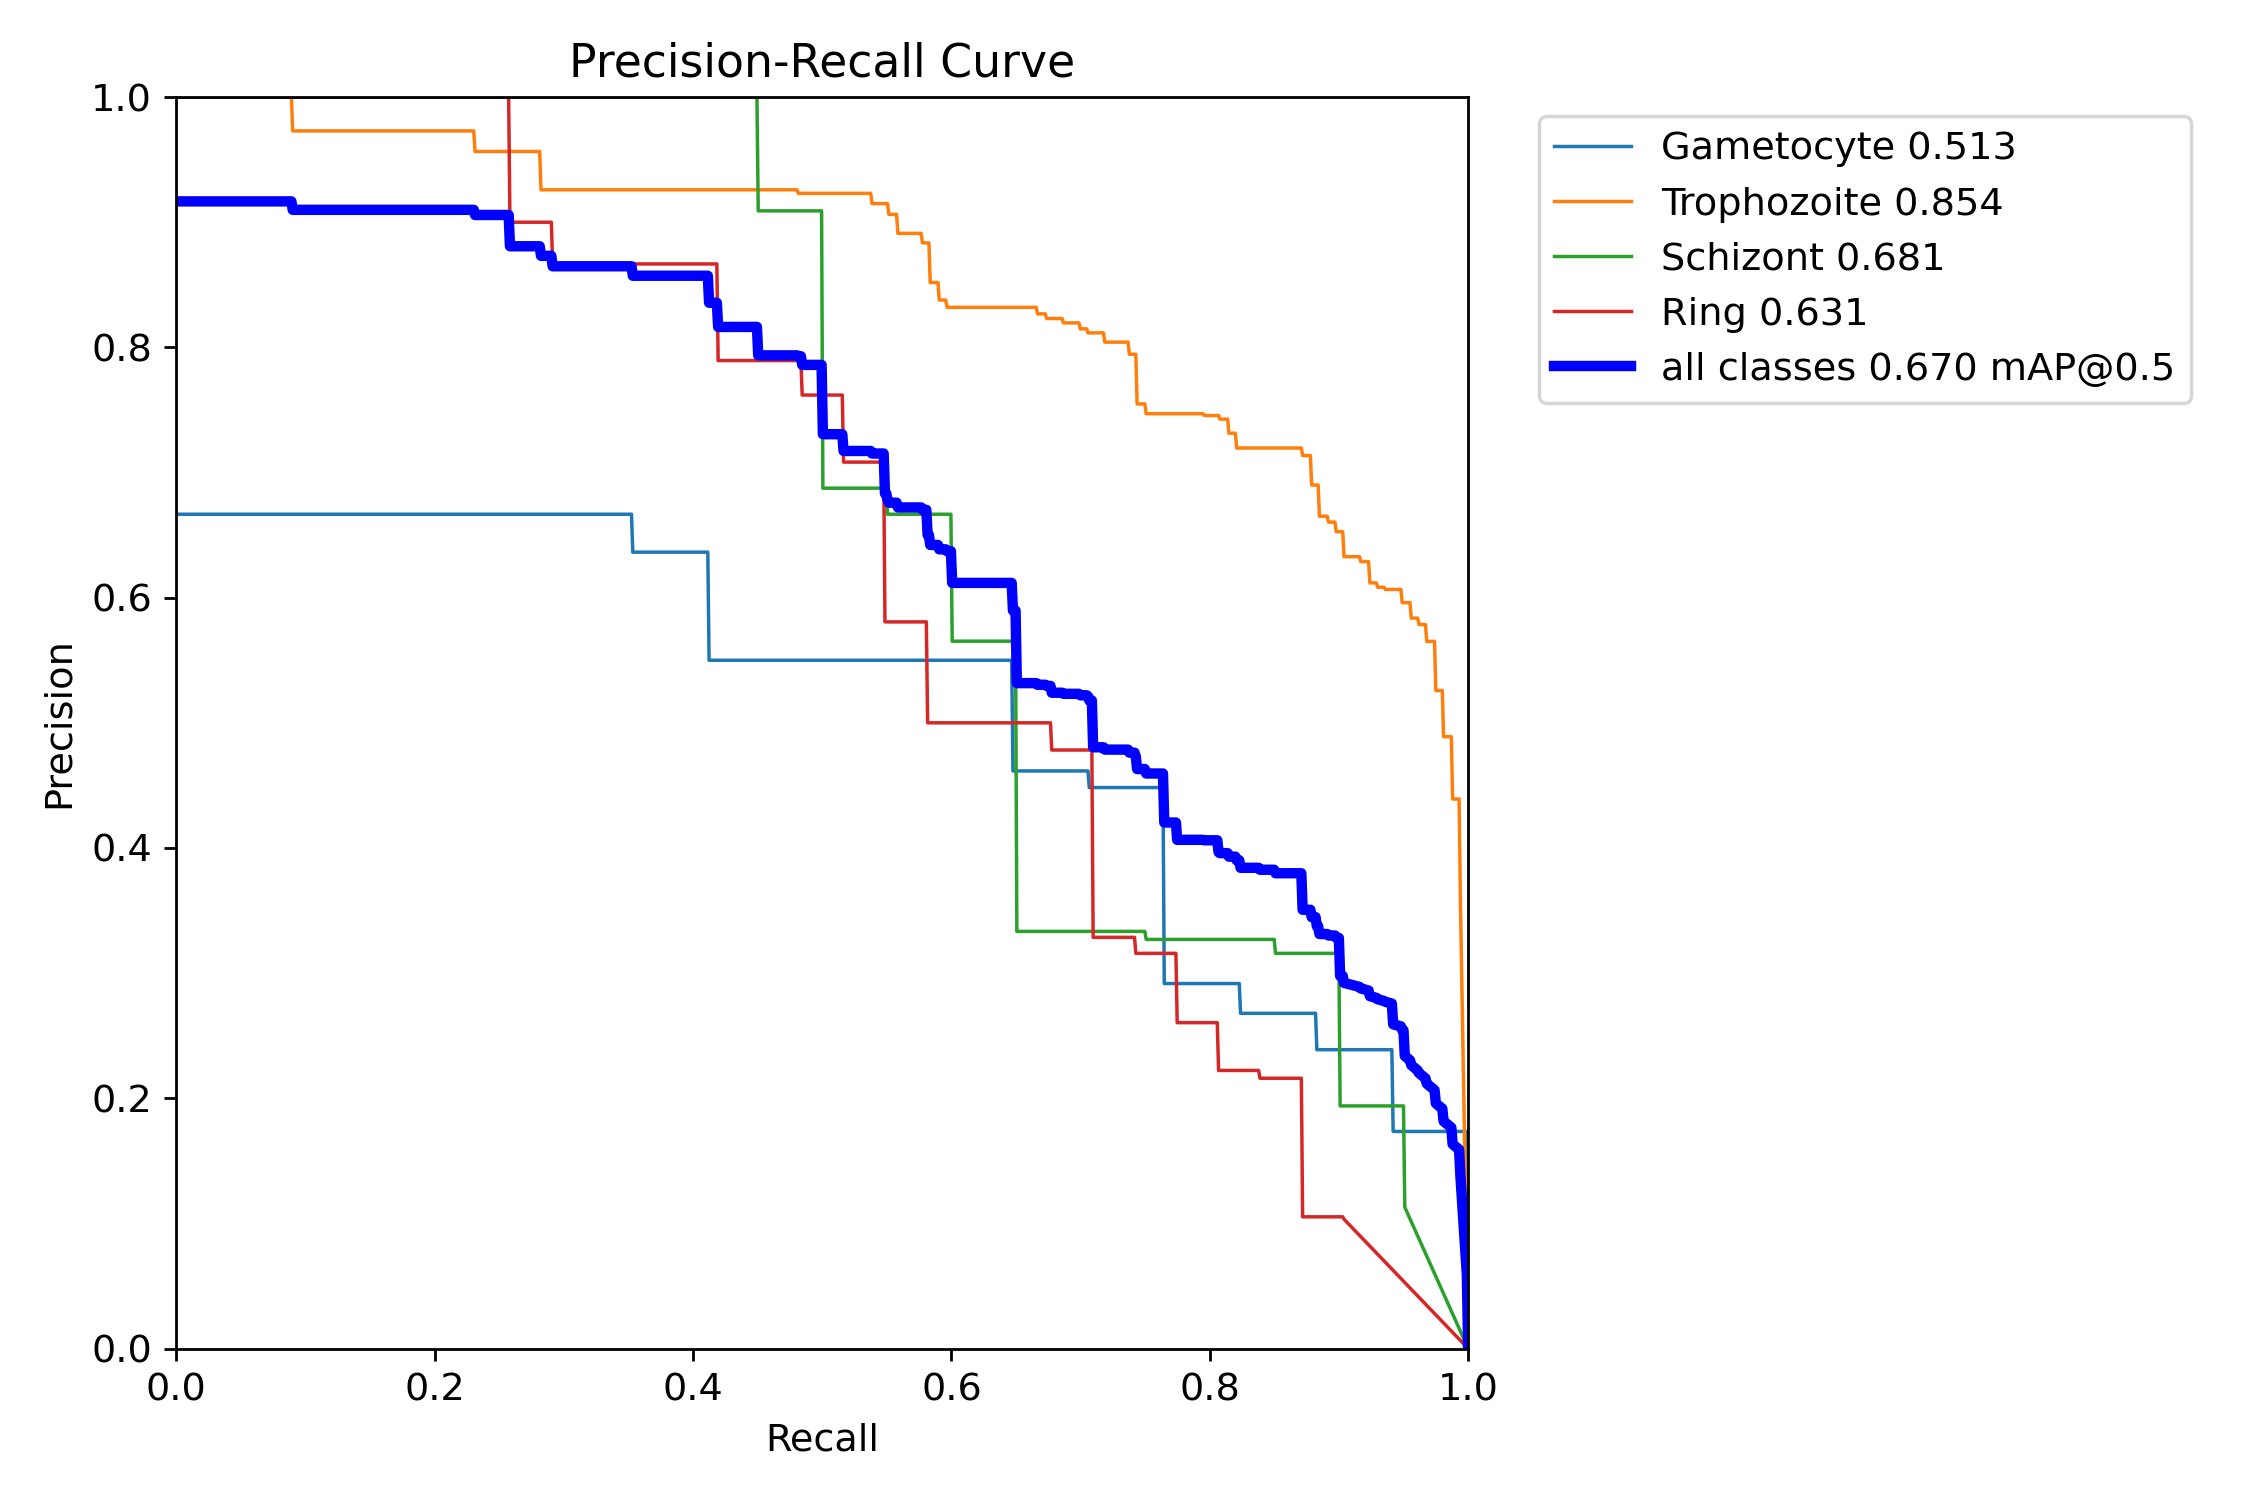 Precision-Recall Curve
1.0
0.8
0.6
0.4
0.2
0.0
Precision
0.0 0.2 0.4 0.6 0.8 1.0
Recall
Gametocyte 0.513
Trophozoite 0.854
Schizont 0.681
Ring 0.631
all classes 0.670 mAP@0.5